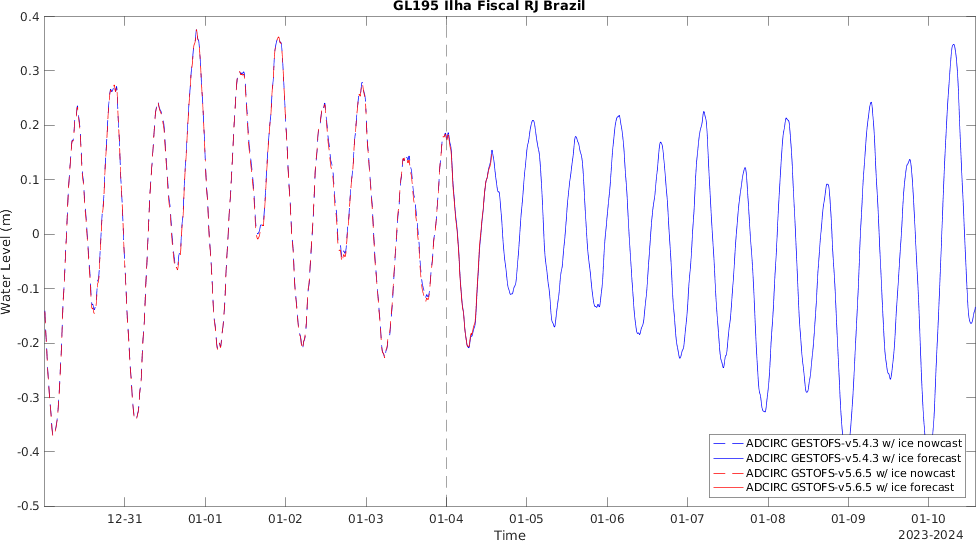 GL195 Ilha Fiscal RJ Brazil
0.4
0.3
0.2
0.1
0
-0.1
-0.2
-0.3
-0.4
-0.5
Water Level (m)
ADCIRC GESTOFS-v5.4.3 w/ ice nowcast
ADCIRC GESTOFS-v5.4.3 w/ ice forecast
ADCIRC GSTOFS-v5.6.5 w/ ice nowcast
ADCIRC GSTOFS-v5.6.5 w/ ice forecast
12-31 01-01 01-02 01-03 01-04 01-05 01-06 01-07 01-08 01-09 01-10
Time
2023-2024